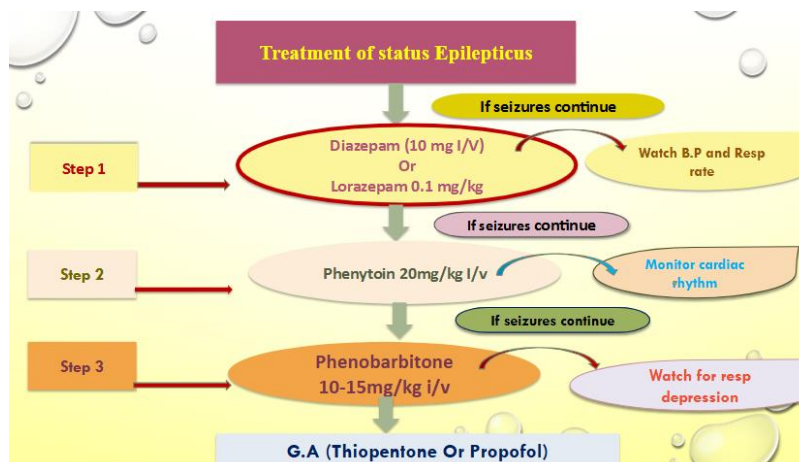 Treatment of status Epilepticus
If seizures continue
Step 1
Diazepam (10 mg I/V)
Or
Lorazepam 0.1 mg/kg
Watch B.P and Resp
rate
If seizures continue
Step 2
Phenytoin 20mg/kg I/v
Monitor cardiac
rhythm
If seizures continue
Step 3
Phenobarbitone
10-15mg/kg i/v
Watch for resp
depression
G.A (Thiopentone Or Propofol)